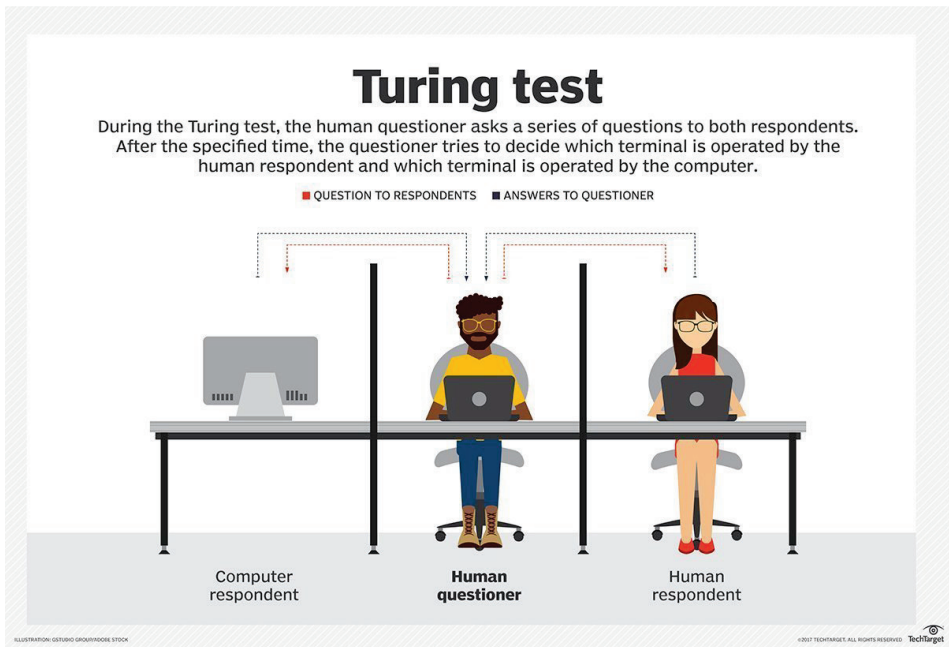 Turing test
During the Turing test, the human questioner asks a series of questions to both respondents.
After the specified time, the questioner tries to decide which terminal is operated by the
human respondent and which terminal is operated by the computer.
QUESTION TO RESPONDENTS ANSWERS TO QUESTIONER
Computer
respondent
Human
questioner
Human
respondent
ILLUSTRATION: GSTUDIO GROUP/ADOBE STOCK
©2017 TECHTARGET. ALL RIGHTS RESERVED TechTarget